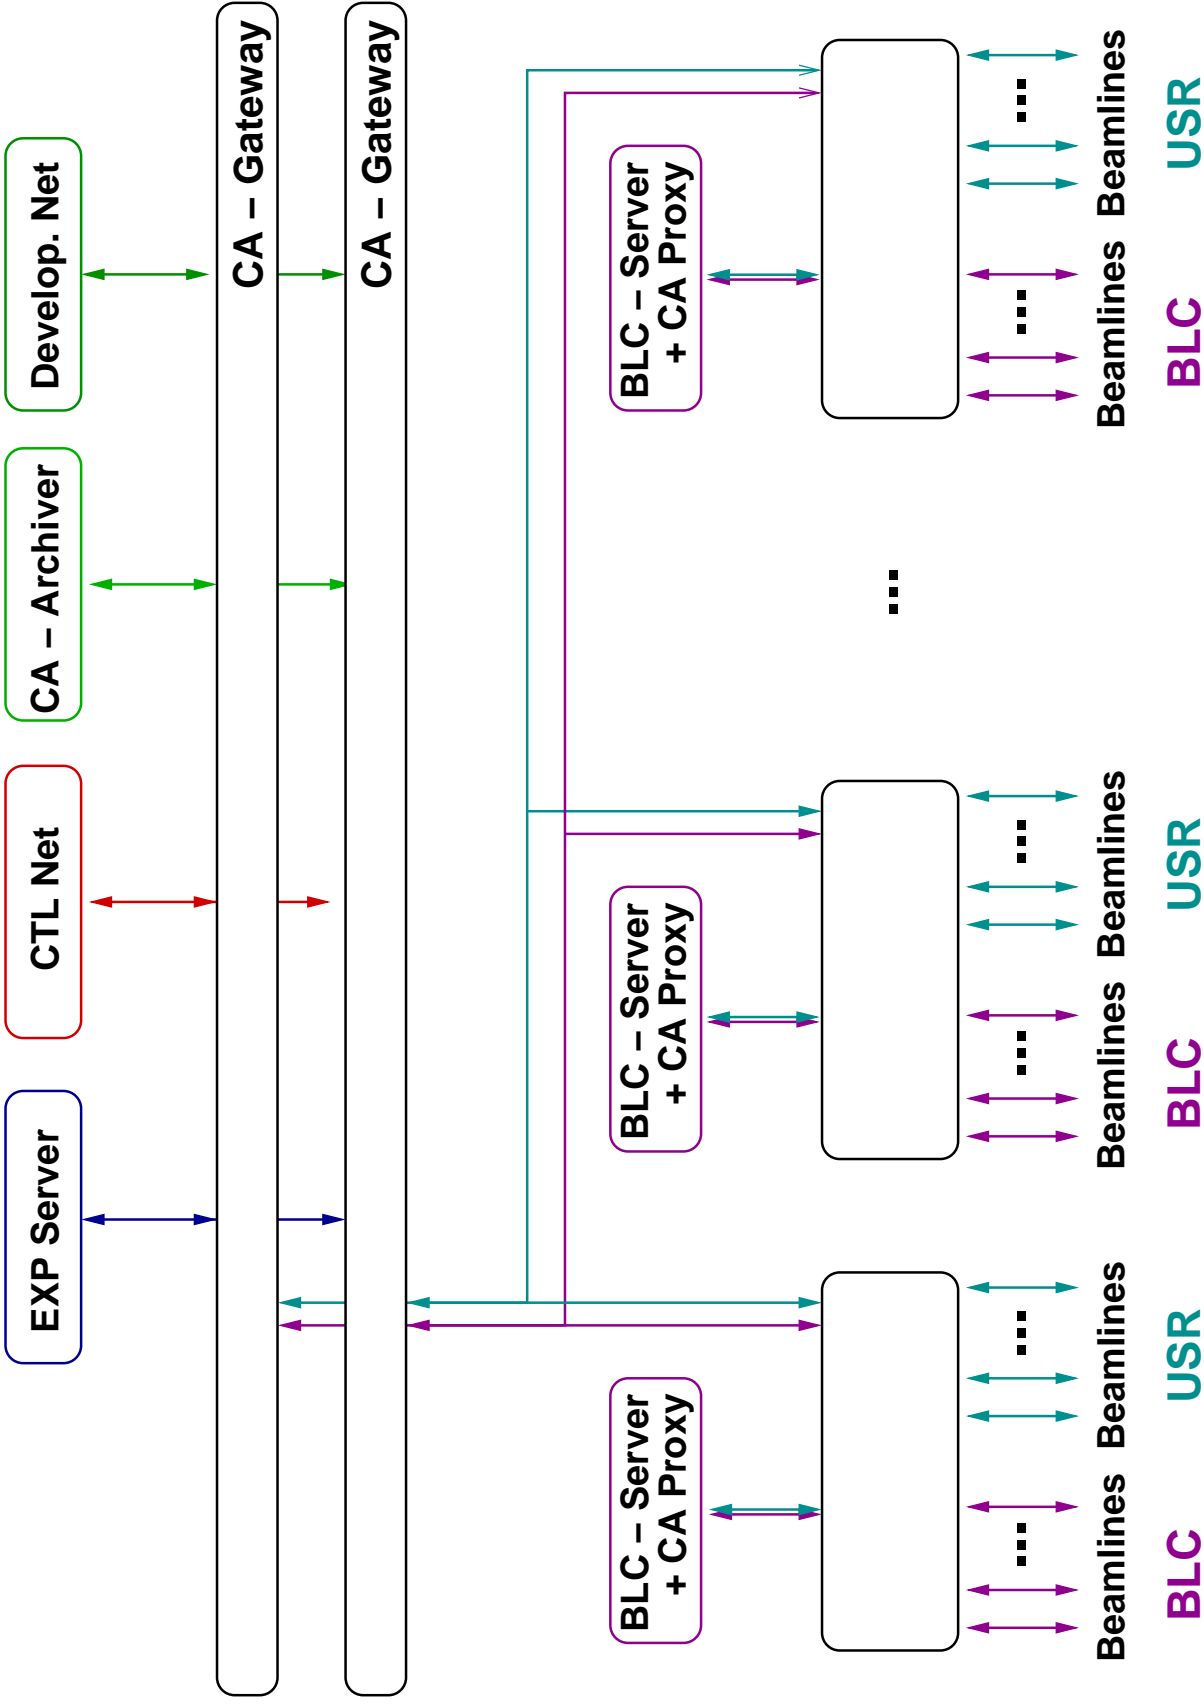 EXP Server
CTL Net
CA – Archiver
Develop. Net
CA – Gateway
CA – Gateway
BLC – Server
+ CA Proxy
BLC – Server
+ CA Proxy
BLC – Server
+ CA Proxy
Beamlines
Beamlines
Beamlines
Beamlines
Beamlines
Beamlines
BLC
USR
BLC
USR
BLC
USR